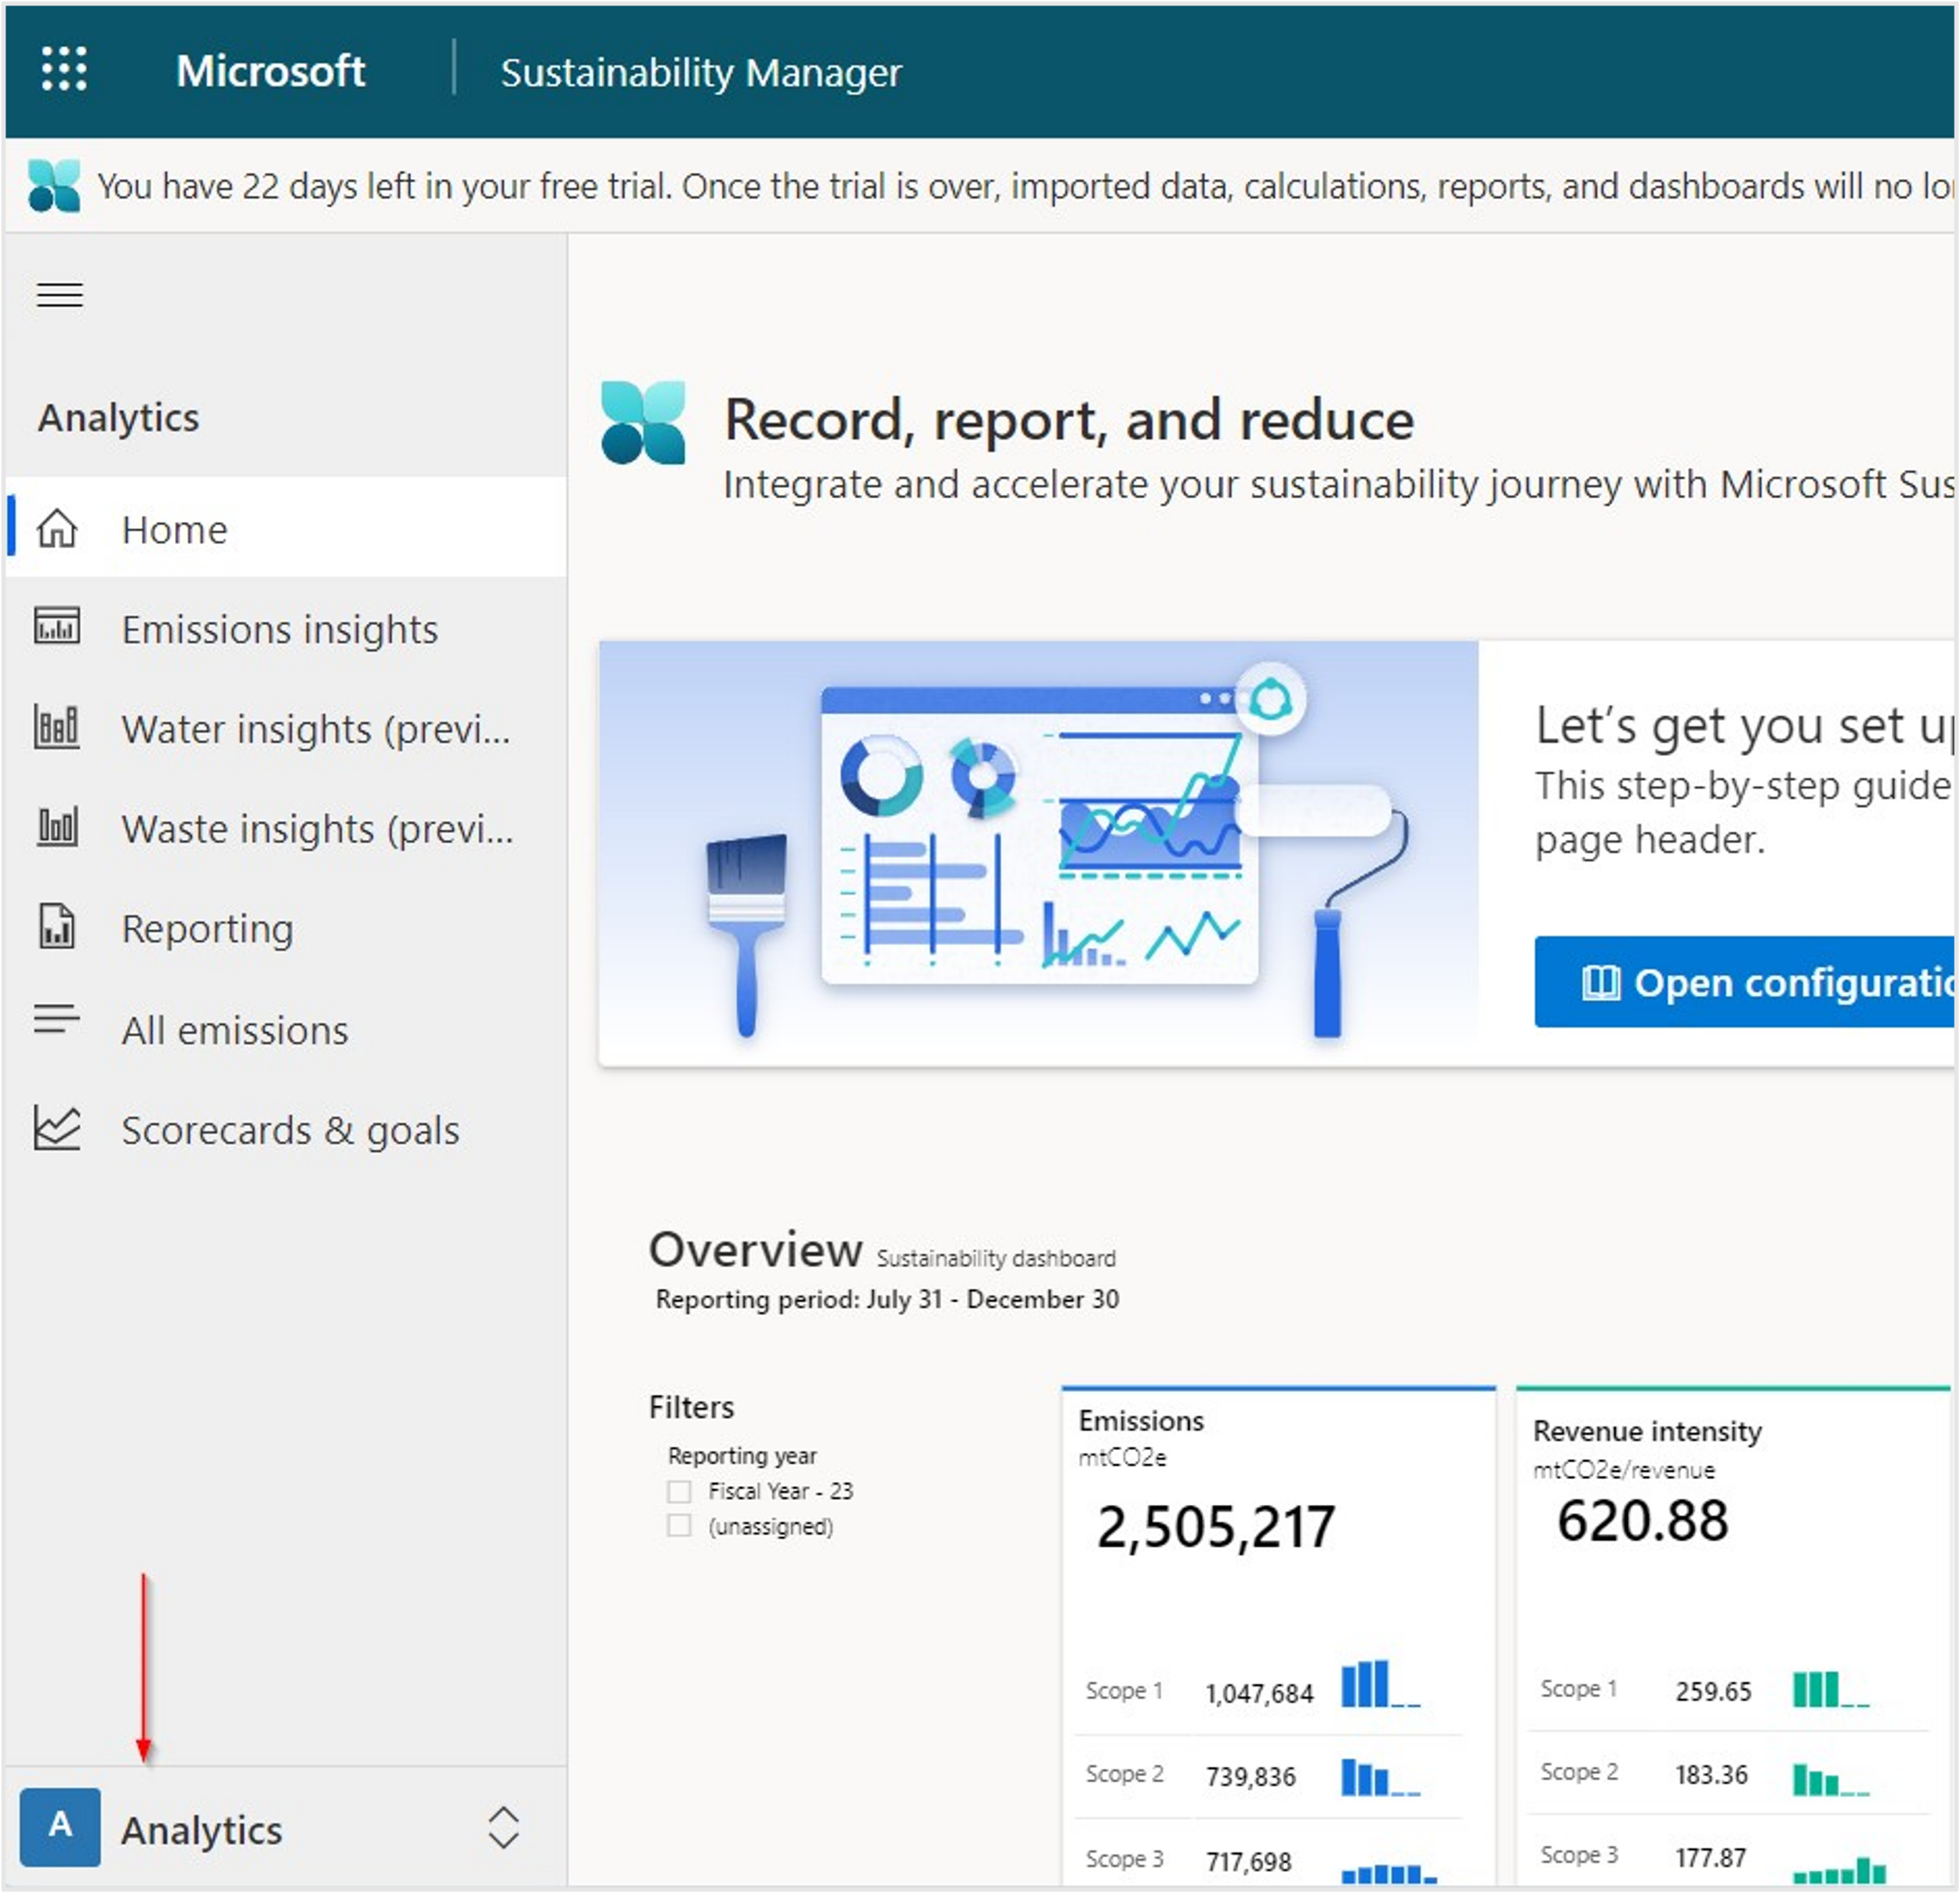 Microsoft
Sustainability Manager
You have 22 days left in your free trial. Once the trial is over, imported data, calculations, reports, and dashboards will no
Analytics
Home
Emissions insights
Water insights (previ...
Waste insights (previ...
Reporting
All emissions
Scorecards & goals
A
Analytics
Record, report, and reduce
Integrate and accelerate your sustainability journey with Microsoft
Let's get you set
This step-by-step guide
page header.
Open
Overview Sustainability dashboard
Reporting period: July 31 - December 30
Filters
Reporting year
Fiscal Year - 23
(unassigned)
Emissions
mtCO2e
2,505,217
Scope 1 1,047,684
Scope 2 739,836
Scope 3 717,698
Revenue intensity
mtCO2e/revenue
620.88
Scope 1 259.65
Scope 2 183.36
Scope 3 177.87